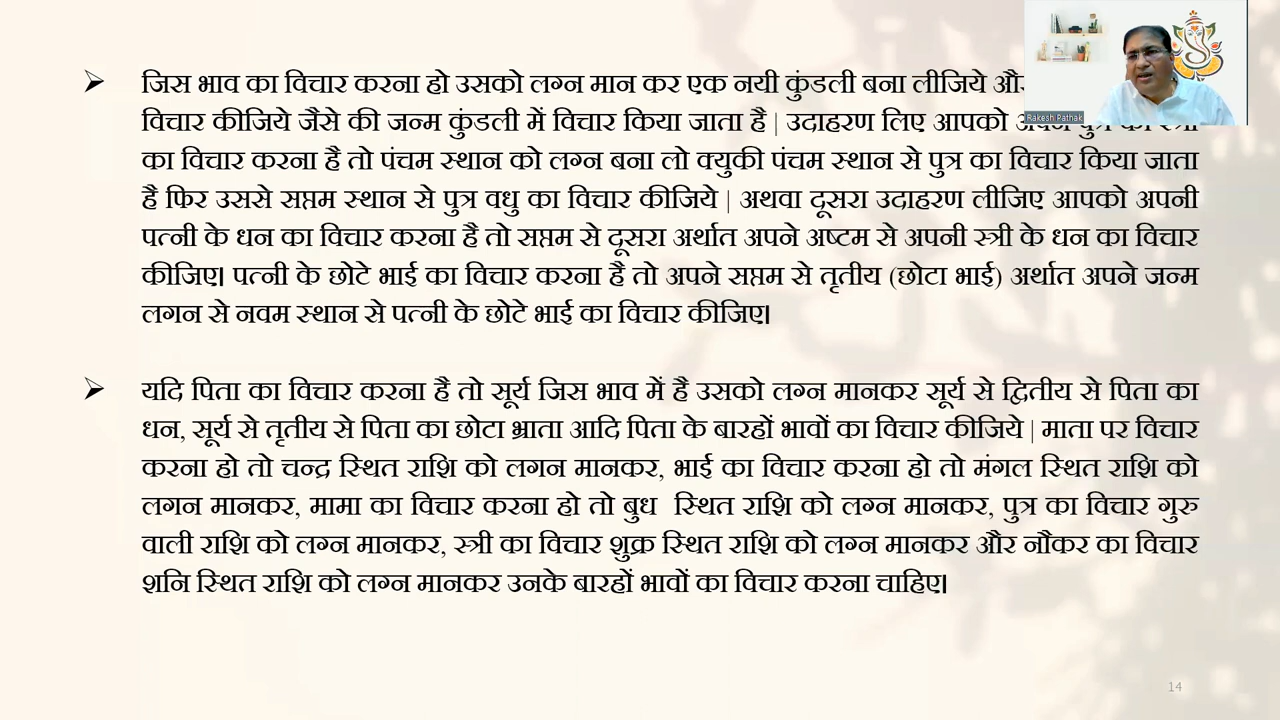 जिस भाव का विचार करना हो उसको लग्न मान कर एक नयी कुंडली बना लीजिये
विचार कीजिये जैसे की जन्म कुंडली में विचार किया जाता है | उदाहरण लिए आपको
का विचार करना है तो पंचम स्थान को लग्न बना लो क्युकी पंचम स्थान से पुत्र का विचार किया जाता
है फिर उससे सप्तम स्थान से पुत्र वधु का विचार कीजिये | अथवा दूसरा उदाहरण लीजिए आपको अपनी
पत्नी के धन का विचार करना है तो सप्तम से दूसरा अर्थात अपने अष्टम से अपनी स्त्री के धन का विचार
कीजिए। पत्नी के छोटे भाई का विचार करना है तो अपने सप्तम से तृतीय (छोटा भाई) अर्थात अपने जन्म
लगन से नवम स्थान से पत्नी के छोटे भाई का विचार कीजिए।
यदि पिता का विचार करना है तो सूर्य जिस भाव में है उसको लग्न मानकर सूर्य से द्वितीय से पिता का
धन, सूर्य से तृतीय से पिता का छोटा भ्राता आदि पिता के बारहों भावों का विचार कीजिये | माता पर विचार
करना हो तो चन्द्र स्थित राशि को लगन मानकर, भाई का विचार करना हो तो मंगल स्थित राशि को
लगन मानकर, मामा का विचार करना हो तो बुध स्थित राशि को लग्न मानकर, पुत्र का विचार गुरु
वाली राशि को लग्न मानकर, स्त्री का विचार शुक्र स्थित राशि को लग्न मानकर और नौकर का विचार
शनि स्थित राशि को लग्न मानकर उनके बारहों भावों का विचार करना चाहिए।
Rakesh Pathak
14